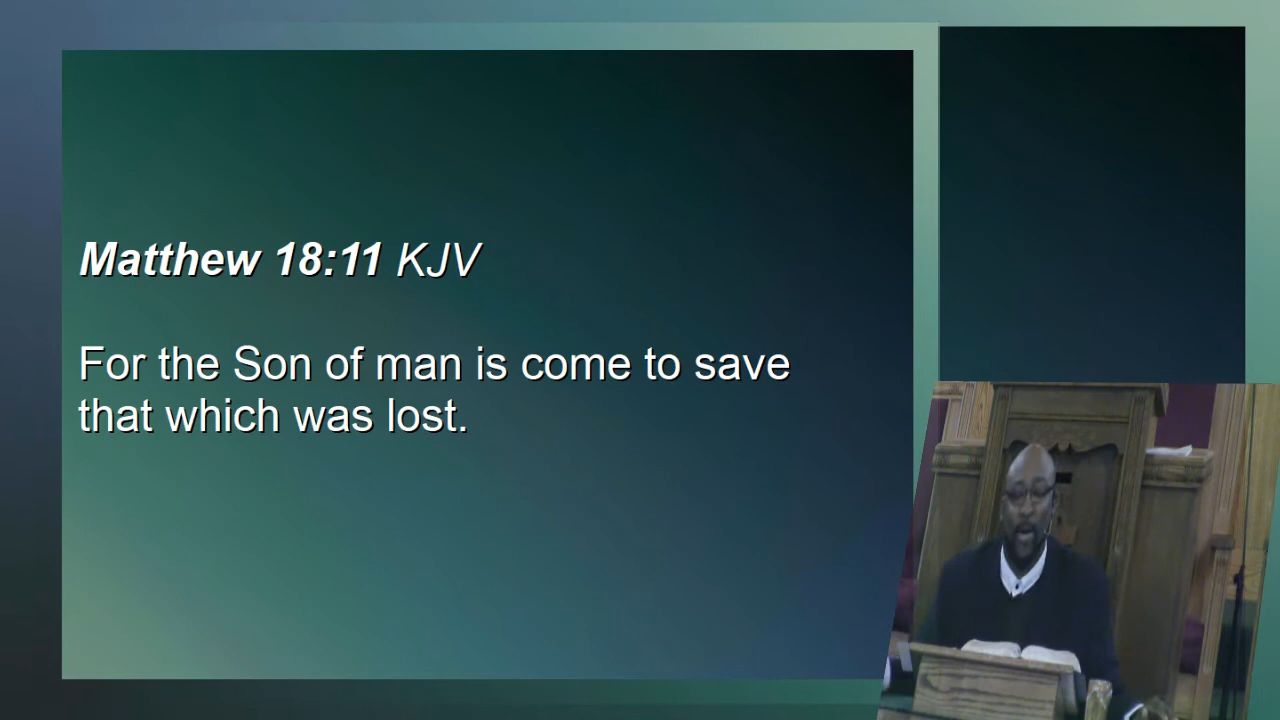 Matthew 18:11 KJV
For the Son of man is come to save
that which was lost.